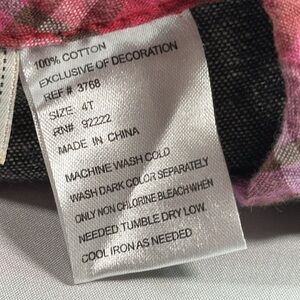 100% COTTON
EXCLUSIVE OF DECORATION
REF # 3768
SIZE: 4T
RN# 92222
MADE IN CHINA
MACHINE WASH COLD
WASH DARK COLOR SEPARATELY
ONLY NON CHLORINE BLEACH WHEN
NEEDED TUMBLE DRY LOW.
COOL IRON AS NEEDED